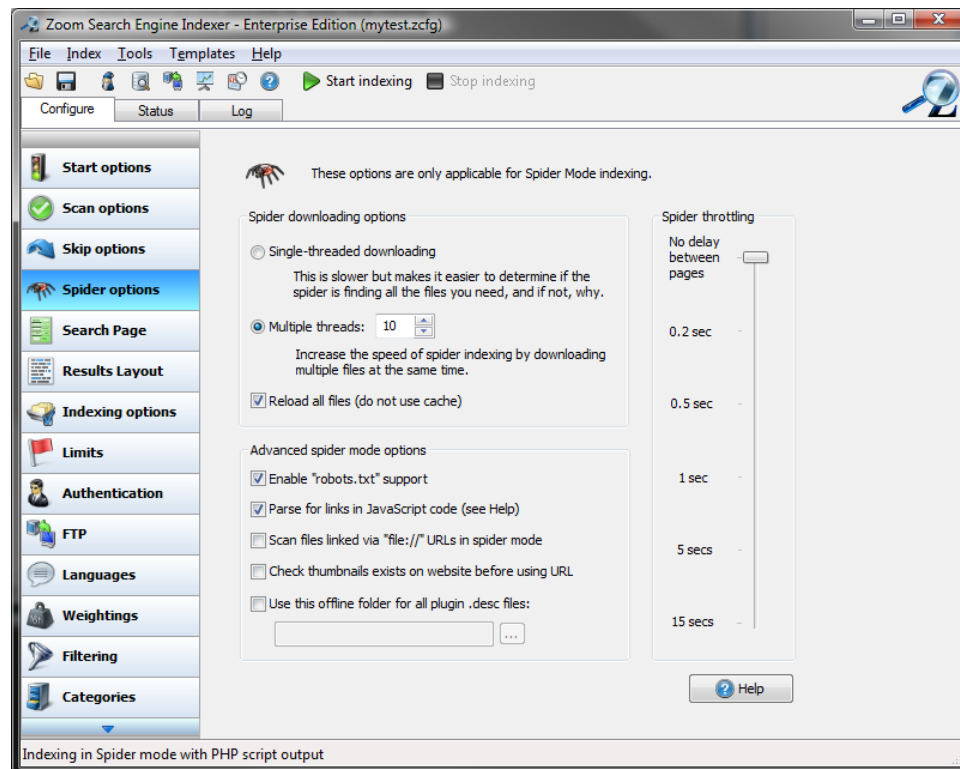 Zoom Search Engine Indexer - Enterprise Edition (mytest.zcfg)
File Index Tools Templates Help
Start indexing Stop indexing
Configure Status Log
Start options
Scan options
Skip options
Spider options
Search Page
Results Layout
Indexing options
Limits
Authentication
FTP
Languages
Weightings
Filtering
Categories
These options are only applicable for Spider Mode indexing.
Spider downloading options
Single-threaded downloading
This is slower but makes it easier to determine if the
spider is finding all the files you need, and if not, why.
Multiple threads: 10
Increase the speed of spider indexing by downloading
multiple files at the same time.
Reload all files (do not use cache)
Advanced spider mode options
Enable "robots.txt" support
Parse for links in JavaScript code (see Help)
Scan files linked via "file://" URLs in spider mode
Check thumbnails exists on website before using URL
Use this offline folder for all plugin .desc files:
...
Spider throttling
No delay
between
pages
0.2 sec
0.5 sec
1 sec
5 secs
15 secs
Help
Indexing in Spider mode with PHP script output